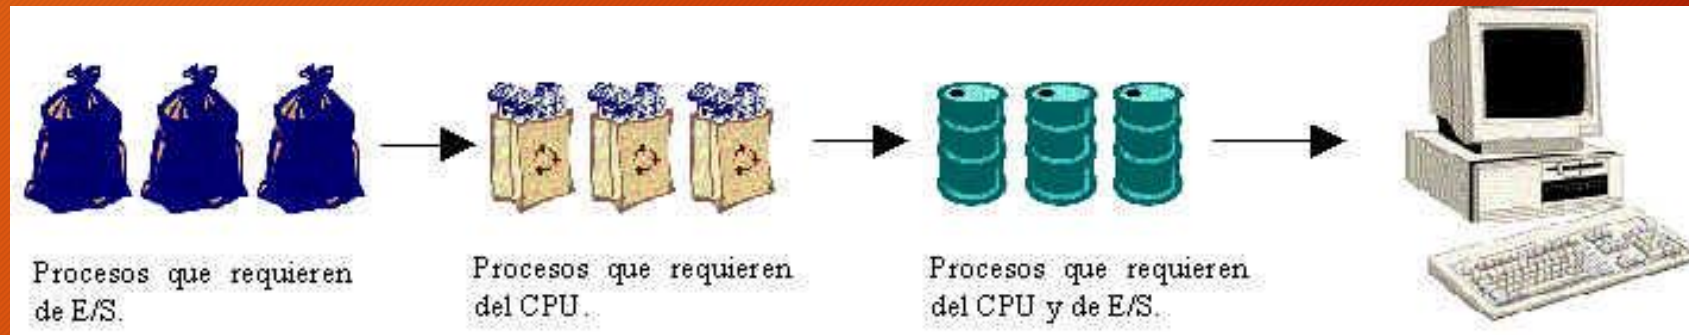 Procesos que requieren
de E/S.
Procesos que requieren
del CPU.
Procesos que requieren
del CPU y de E/S.